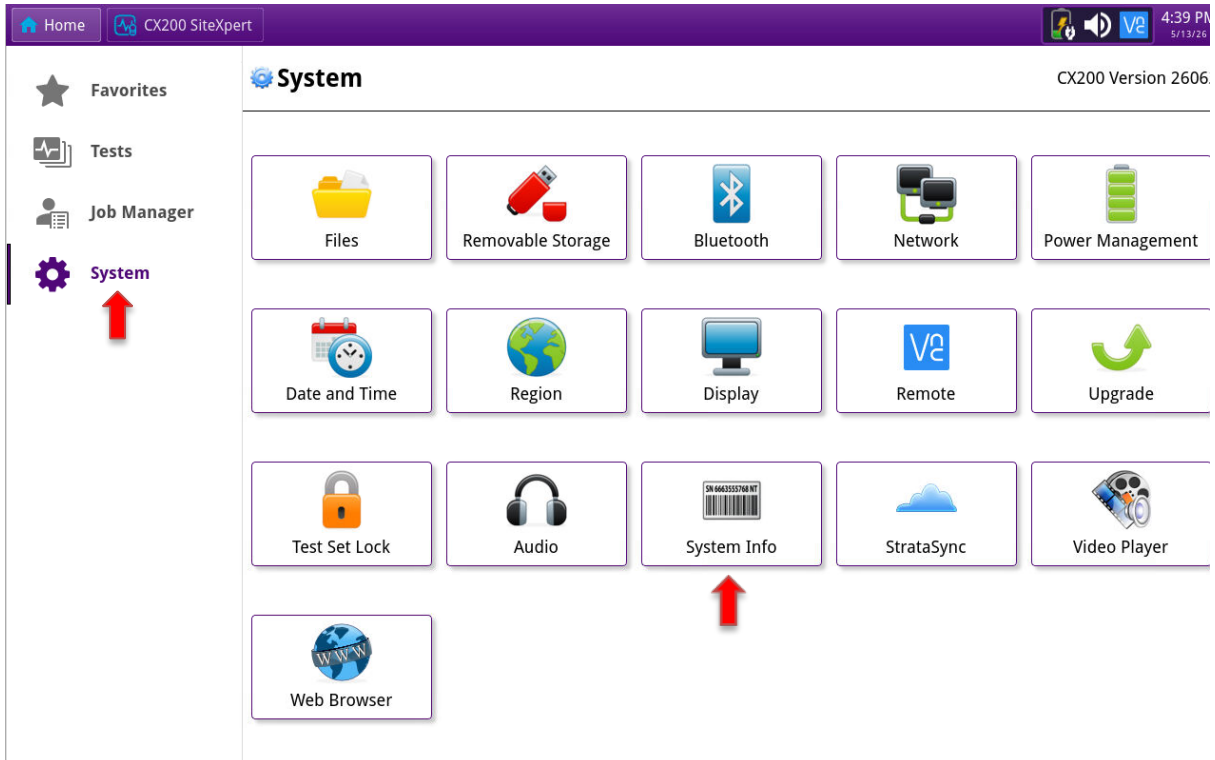 Home CX200 SiteXpert 4:39 PM
5/13/26
Favorites
Tests
Job Manager
System
System CX200 Version 2606
Files Removable Storage Bluetooth Network Power Management
Date and Time Region Display Remote Upgrade
SN 6663555768 NT
Test Set Lock Audio System Info StrataSync Video Player
WWW
Web Browser